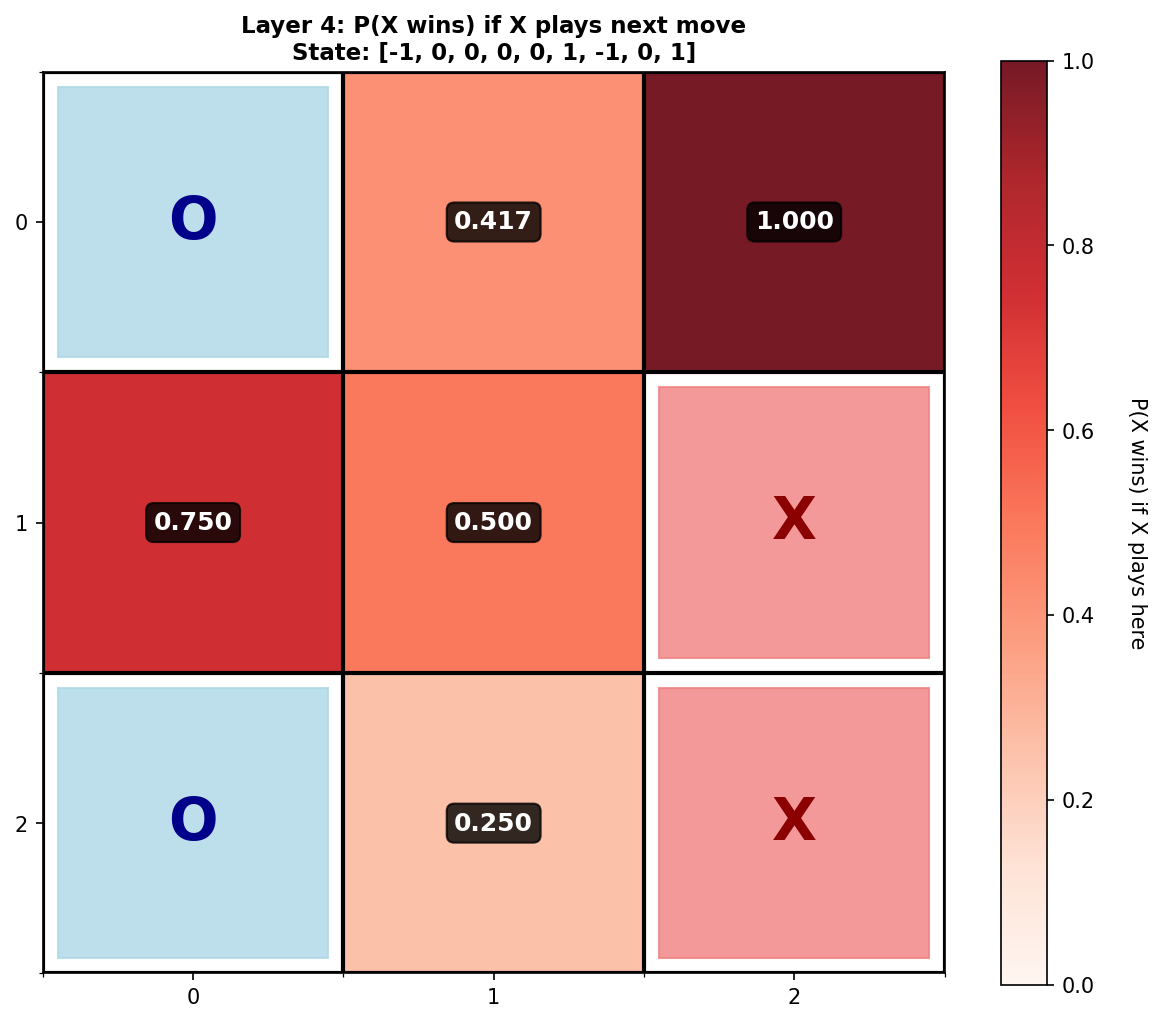 Layer 4: P(X wins) if X plays next move
State: [-1, 0, 0, 0, 0, 1, -1, 0, 1]
O
0.417
1.000
0.750
0.500
X
O
0.250
X
0
1
2
0
1
2
1.0
0.8
0.6
0.4
0.2
0.0
P(X wins) if X plays here